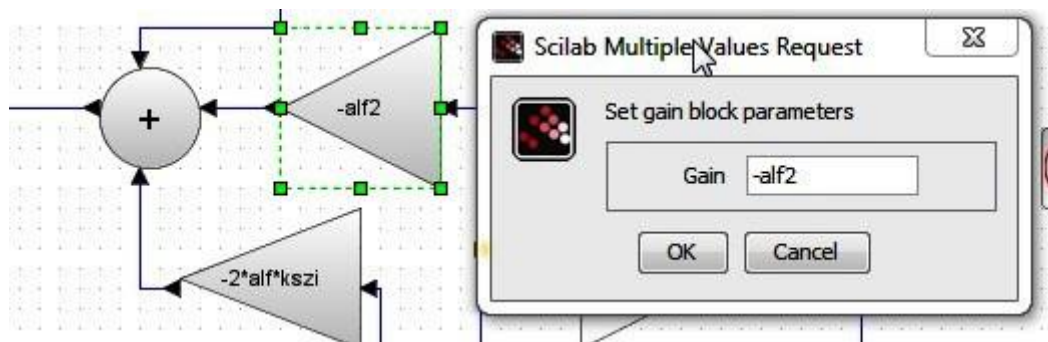 Scilab Multiple Values Request
-alf2
Set gain block parameters
Gain -alf2
+
-2*alf*kszi
OK Cancel